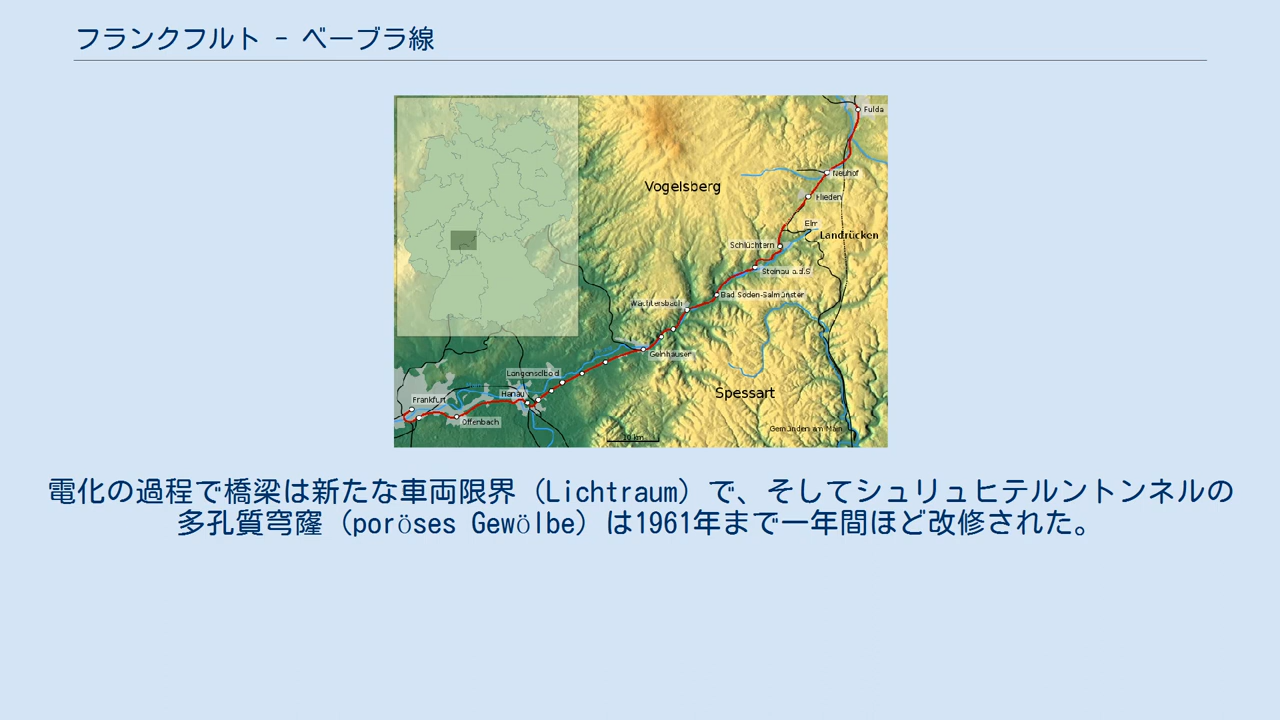 フランクフルト - ベーブラ線
Fulda
Neuhof
Vogelsberg
Flieden
Elm
Landrücken
Schlüchtern
Steinau a.d.S
Bad Soden-Salmünster
Wächtersbach
Gelnhausen
Langenselbold
Spessart
Hanau
Frankfurt
Offenbach
Gemünden am Main
10 km
電化の過程で橋梁は新たな車両限界（Lichtraum）で、そしてシュリュヒテルントンネルの
多孔質穹窿（poröses Gewölbe）は1961年まで一年間ほど改修された。